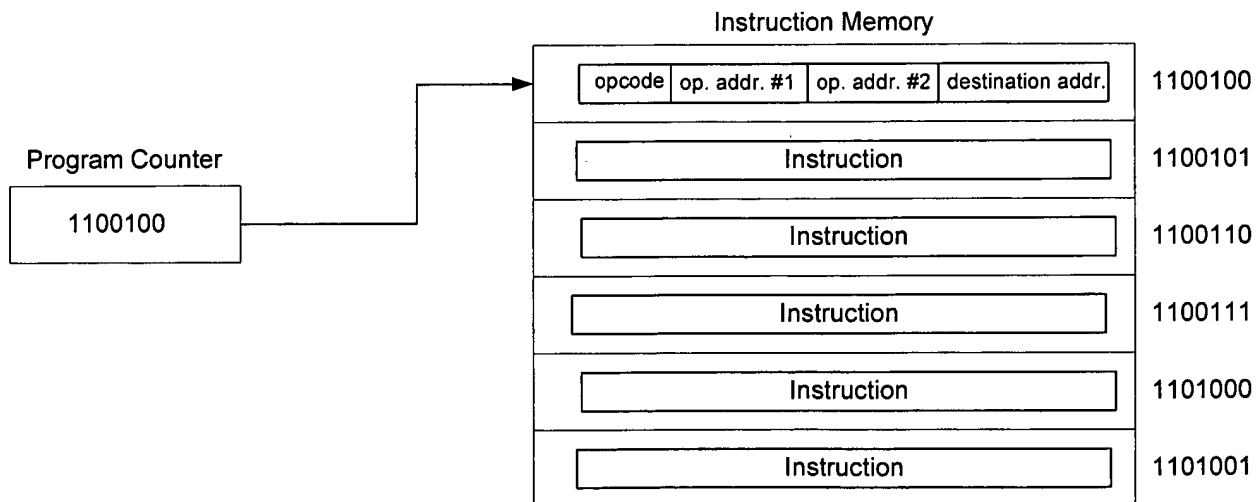 Instruction Memory
opcode op. addr. #1 op. addr. #2 destination addr. 1100100
Instruction 1100101
Program Counter
1100100
Instruction 1100110
Instruction 1100111
Instruction 1101000
Instruction 1101001